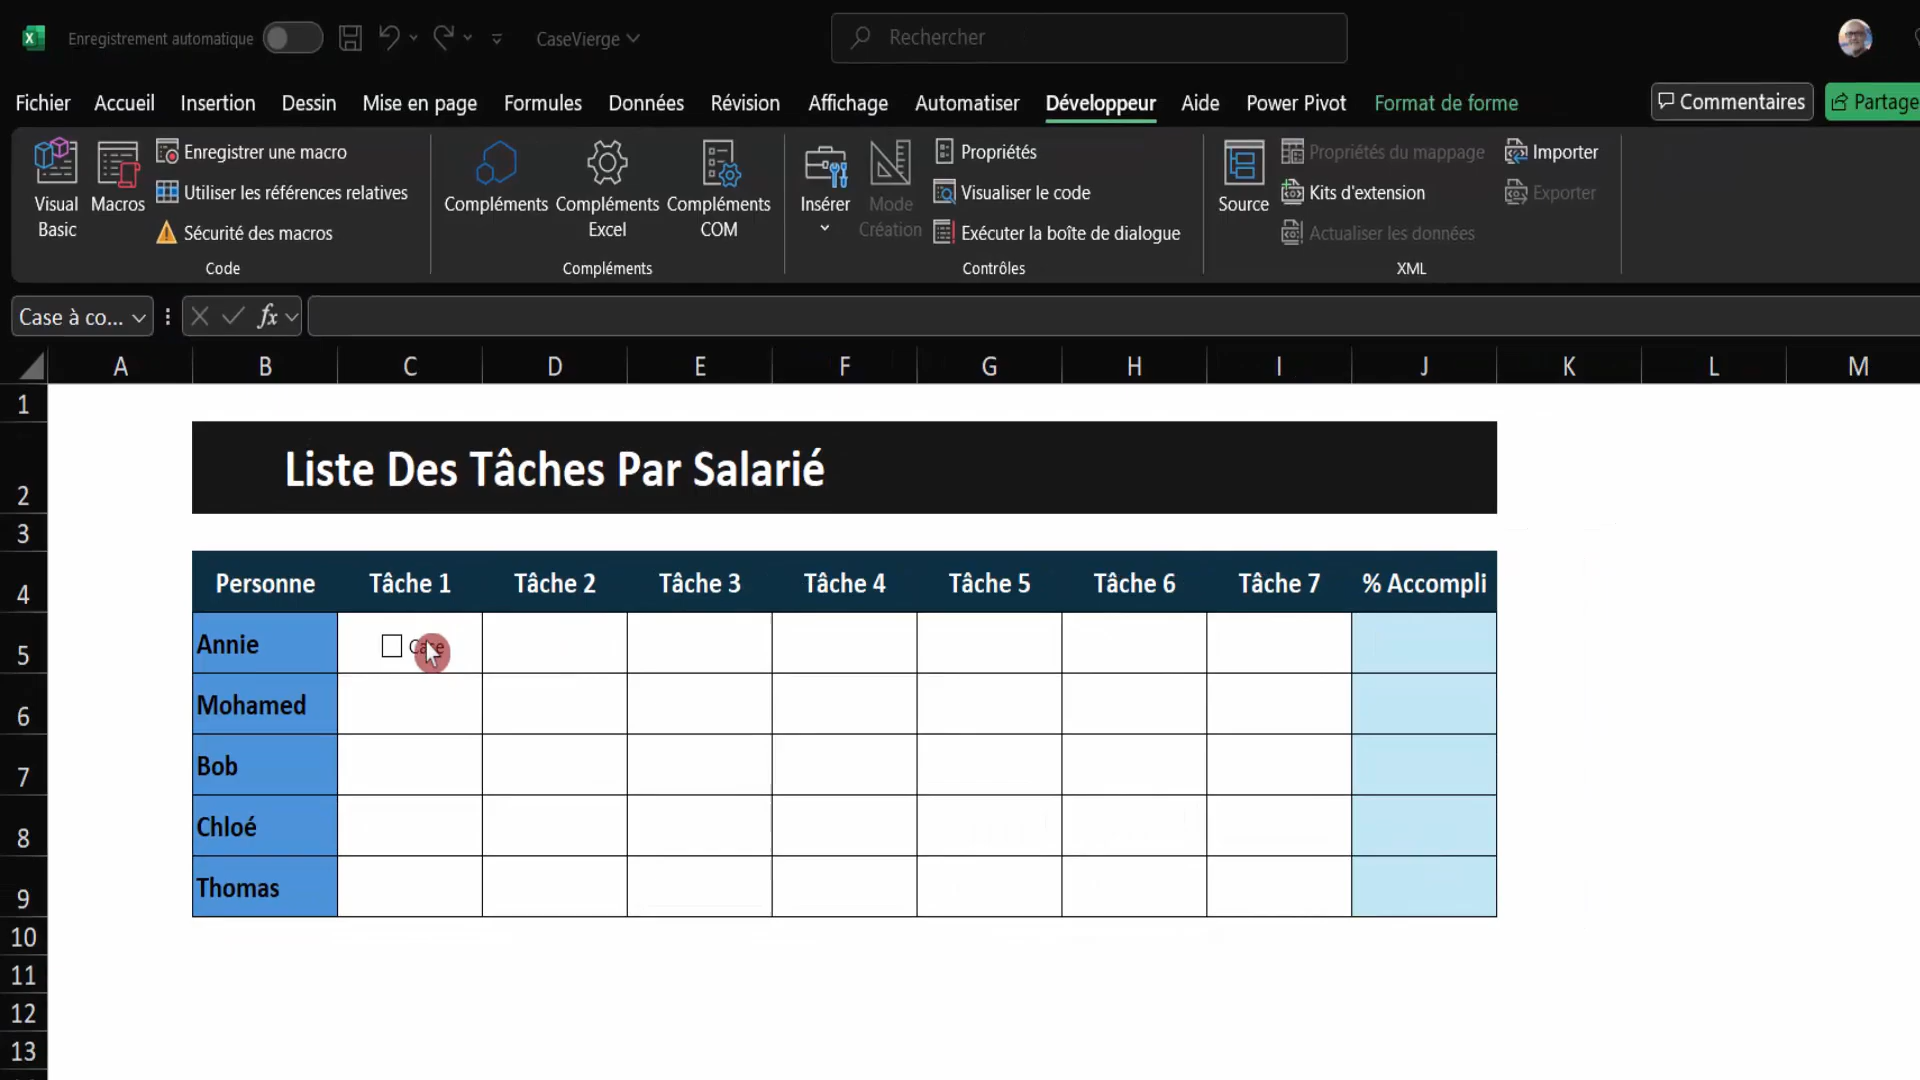 Enregistrement automatique
CaseVierge
Rechercher
Fichier Accueil Insertion Dessin Mise en page Formules Données Révision Affichage Automatiser Développeur Aide Power Pivot Format de forme
Commentaires
Partage
Visual Basic
Macros
Enregistrer une macro
Utiliser les références relatives
Sécurité des macros
Code
Compléments
Compléments Excel
Compléments COM
Compléments
Insérer
Mode Création
Propriétés
Visualiser le code
Exécuter la boîte de dialogue
Contrôles
Source
Propriétés du mappage
Kits d'extension
Actualiser les données
Importer
Exporter
XML
Case à co...
fx
A B C D E F G H I J K L M
1
2 Liste Des Tâches Par Salarié
3
4 Personne Tâche 1 Tâche 2 Tâche 3 Tâche 4 Tâche 5 Tâche 6 Tâche 7 % Accompli
5 Annie Case
6 Mohamed
7 Bob
8 Chloé
9 Thomas
10
11
12
13